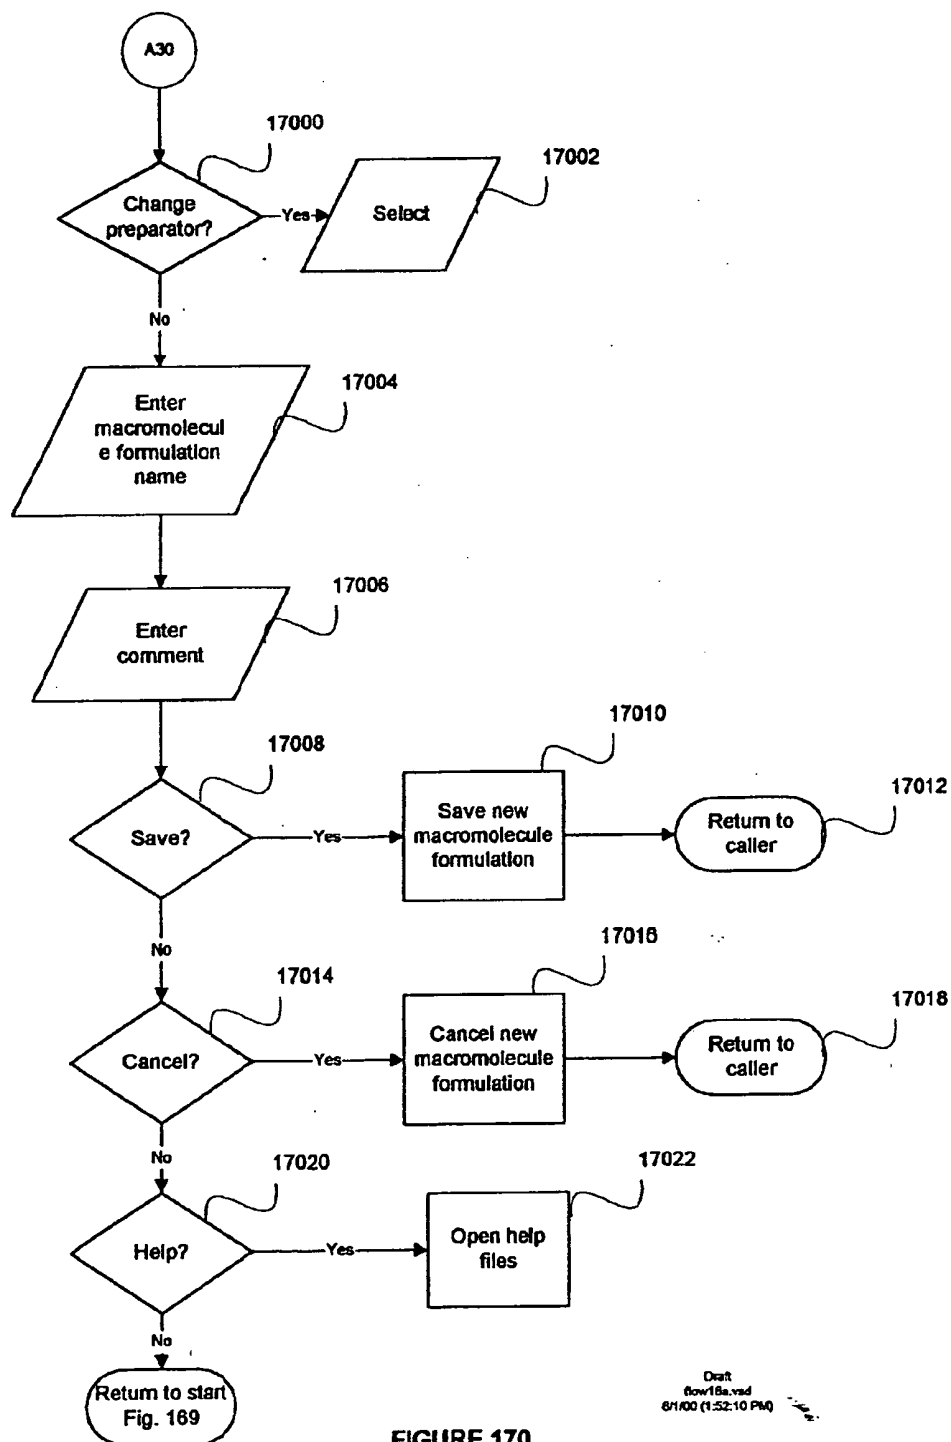 A30
17000
Change
preparator?
Yes
17002
Select
No
17004
Enter
macromolecul
e formulation
name
17006
Enter
comment
17008
Save?
Yes
17010
Save new
macromolecule
formulation
17012
Return to
caller
No
17014
Cancel?
Yes
17016
Cancel new
macromolecule
formulation
17018
Return to
caller
No
17020
Help?
Yes
17022
Open help
files
No
Return to start
Fig. 169
Draft
flow18a.vsd
6/1/00 (1:52:10 PM)
FIGURE 170